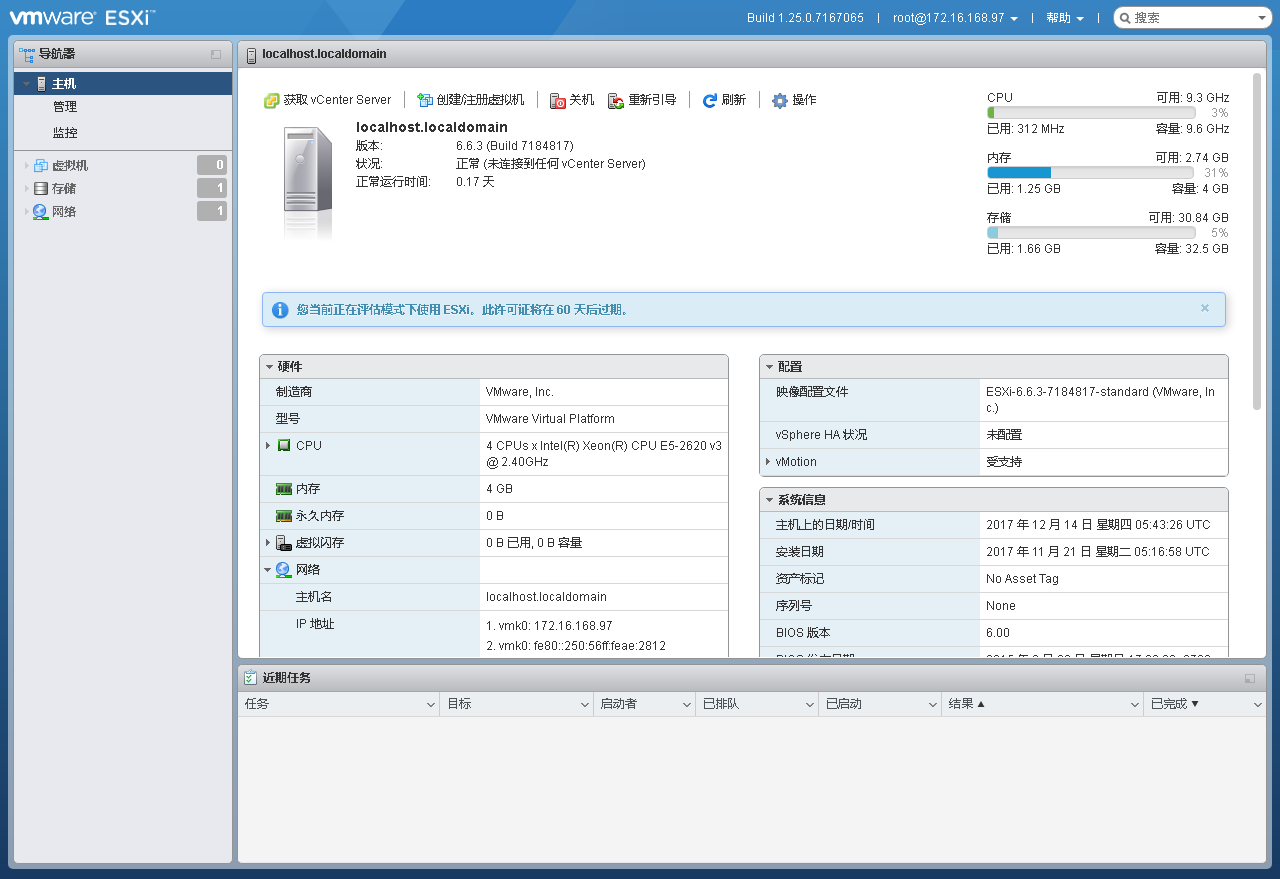 vmware ESXi™
Build 1.25.0.7167065 | root@172.16.168.97 | 帮助 | 搜索
导航器
主机
管理
监控
虚拟机 0
存储 1
网络 1
localhost.localdomain
获取 vCenter Server 创建/注册虚拟机 关机 重新引导 刷新 操作
localhost.localdomain
版本: 6.6.3 (Build 7184817)
状况: 正常 (未连接到任何 vCenter Server)
正常运行时间: 0.17 天
CPU 可用: 9.3 GHz
3%
已用: 312 MHz 容量: 9.6 GHz
内存 可用: 2.74 GB
31%
已用: 1.25 GB 容量: 4 GB
存储 可用: 30.84 GB
5%
已用: 1.66 GB 容量: 32.5 GB
您当前正在评估模式下使用 ESXi。此许可证将在 60 天后过期。
硬件
制造商 VMware, Inc.
型号 VMware Virtual Platform
CPU 4 CPUs x Intel(R) Xeon(R) CPU E5-2620 v3
@ 2.40GHz
内存 4 GB
永久内存 0 B
虚拟闪存 0 B 已用, 0 B 容量
网络
主机名 localhost.localdomain
IP 地址 1. vmk0: 172.16.168.97
2. vmk0: fe80::250:56ff:feae:2812
配置
映像配置文件 ESXi-6.6.3-7184817-standard (VMware, In
c.)
vSphere HA 状况 未配置
vMotion 受支持
系统信息
主机上的日期/时间 2017 年 12 月 14 日 星期四 05:43:26 UTC
安装日期 2017 年 11 月 21 日 星期二 05:16:58 UTC
资产标记 No Asset Tag
序列号 None
BIOS 版本 6.00
近期任务
任务 目标 启动者 已排队 已启动 结果▲ 已完成▼